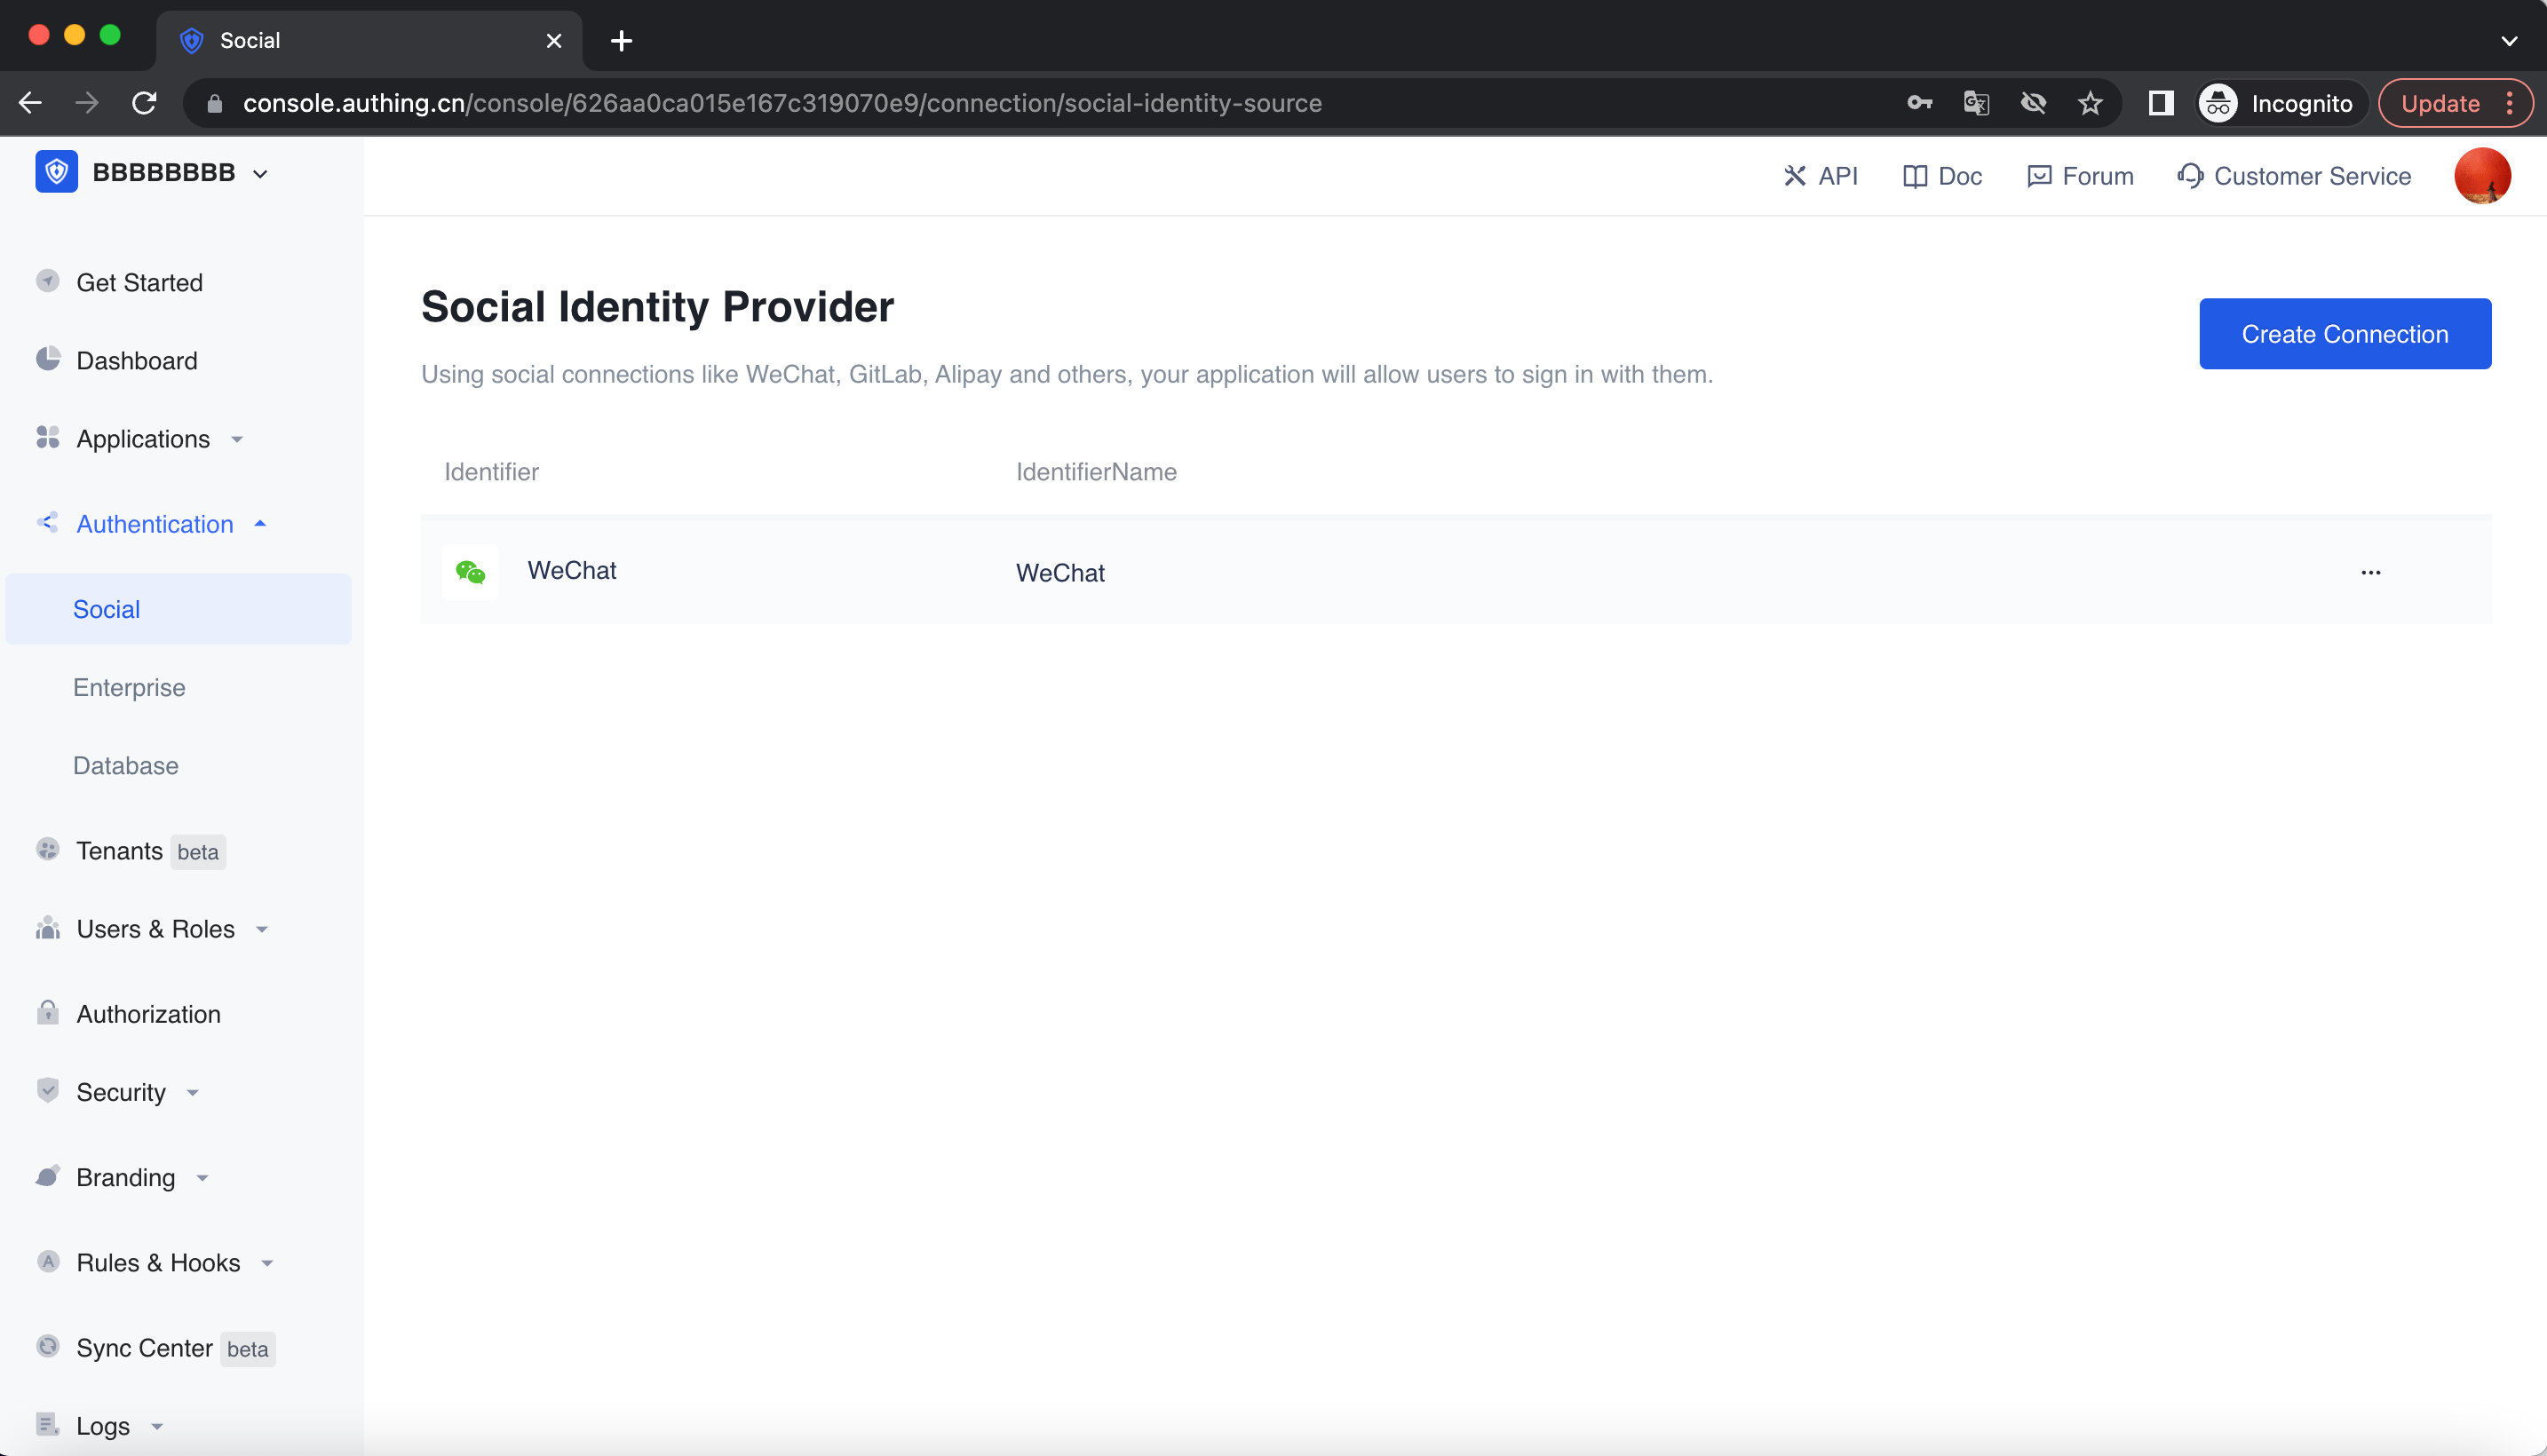 Social
console.authing.cn/console/626aa0ca015e167c319070e9/connection/social-identity-source
Incognito
Update
BBBBBBBB
API
Doc
Forum
Customer Service
Get Started
Dashboard
Applications
Authentication
Social
Enterprise
Database
Tenants beta
Users & Roles
Authorization
Security
Branding
Rules & Hooks
Sync Center beta
Logs
Social Identity Provider
Create Connection
Using social connections like WeChat, GitLab, Alipay and others, your application will allow users to sign in with them.
Identifier IdentifierName
WeChat WeChat